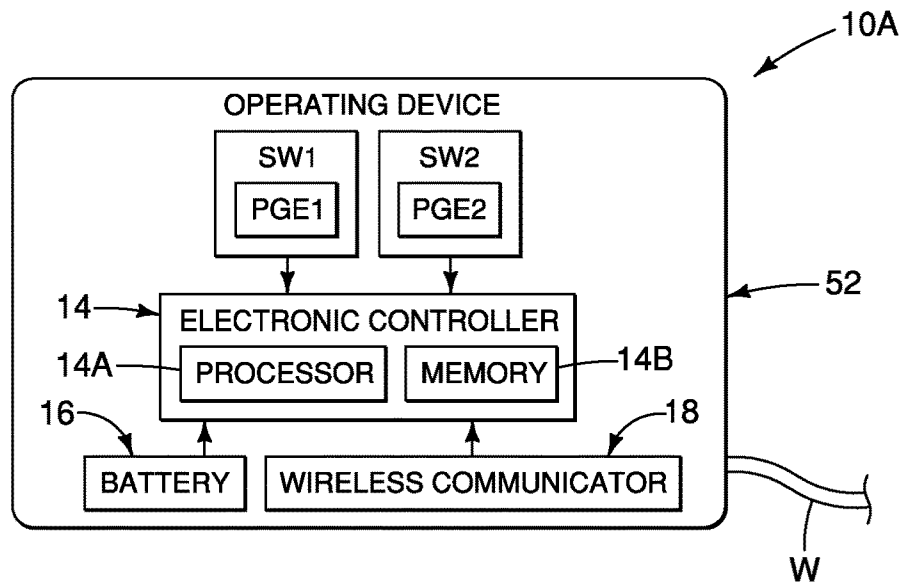 10A
OPERATING DEVICE
SW1 SW2
PGE1 PGE2
52
14
ELECTRONIC CONTROLLER
14A PROCESSOR MEMORY 14B
16 18
BATTERY WIRELESS COMMUNICATOR
W